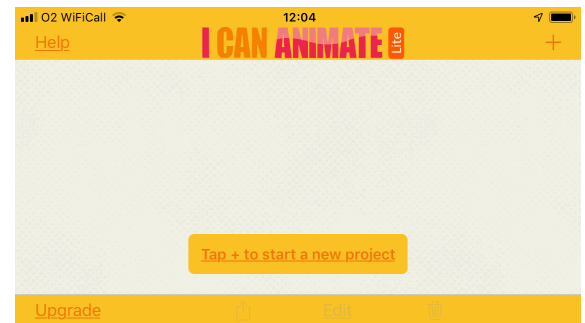 O2 WiFiCall 12:04
Help I CAN ANIMATE Lite +
Tap + to start a new project
Upgrade Edit